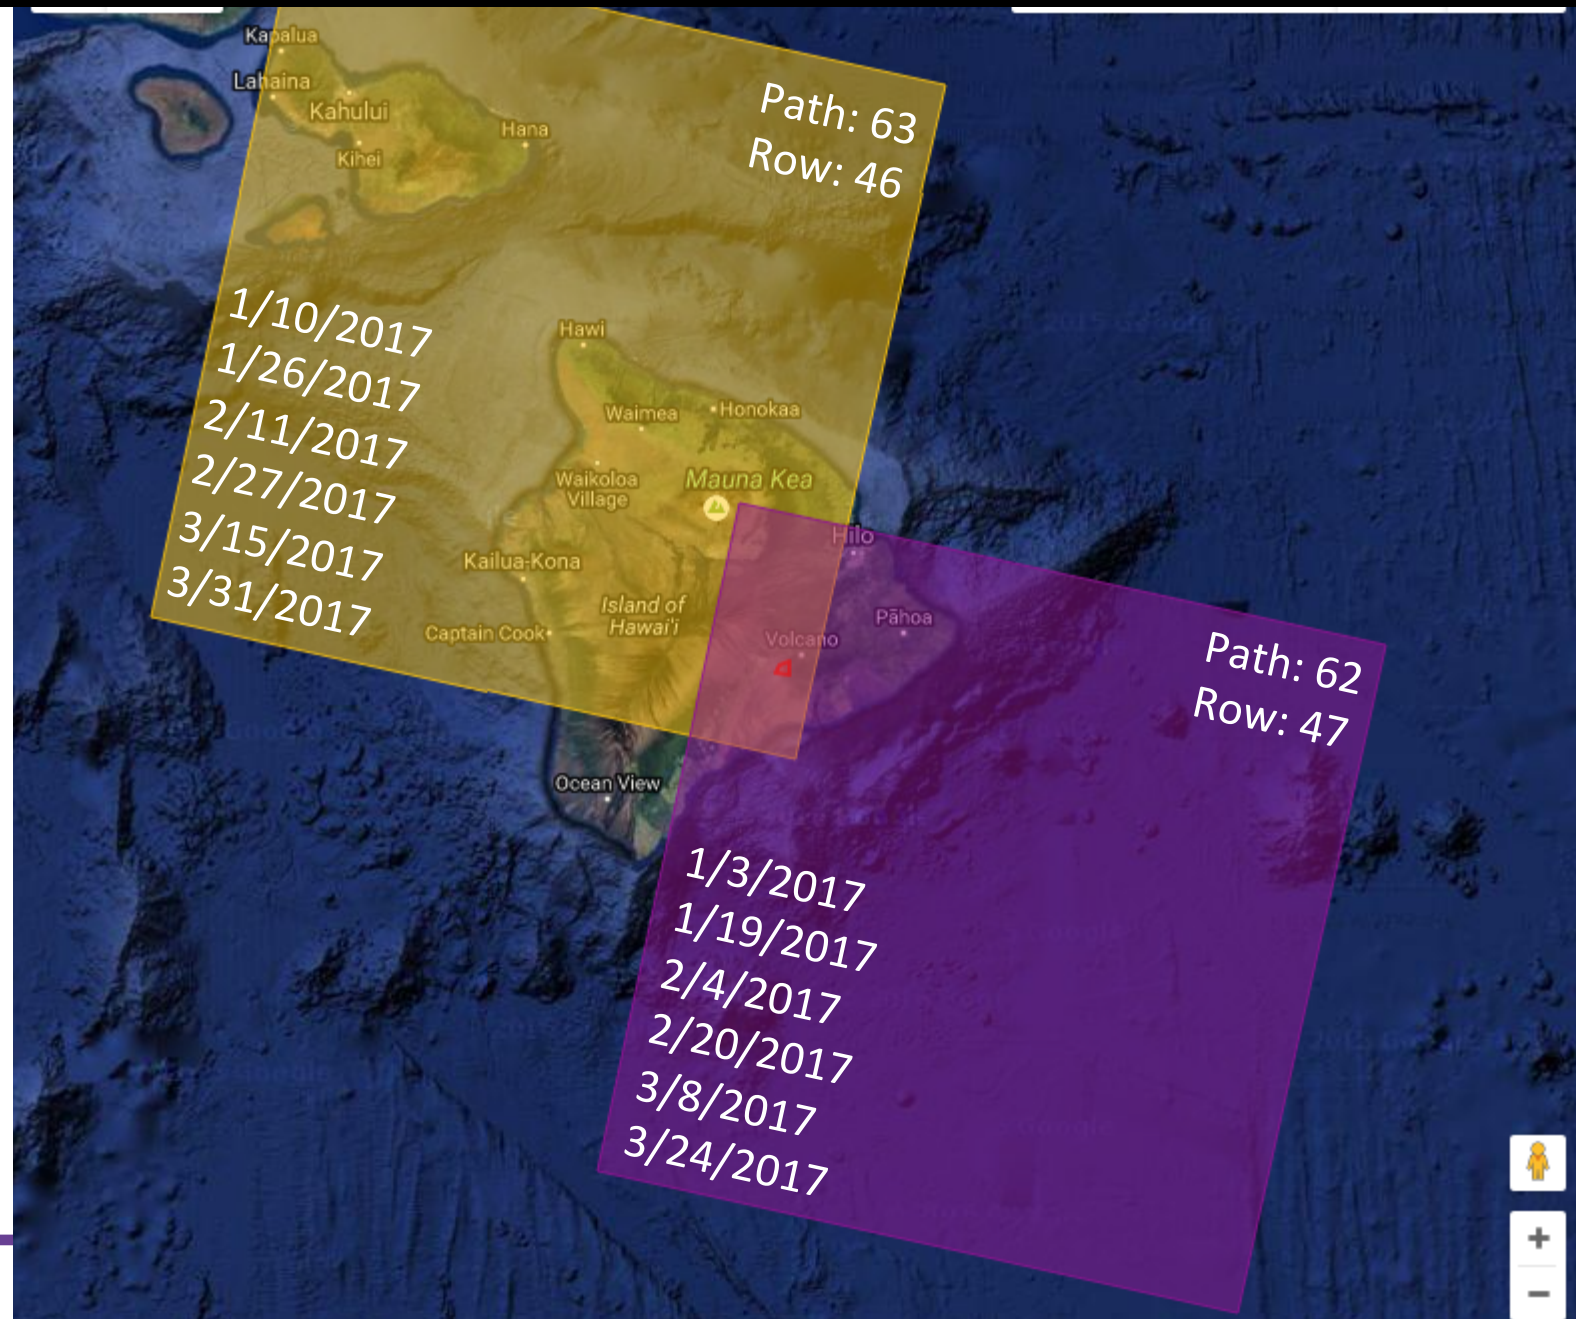 Kapalua
Lahaina
Kahului
Kihei
Hana
Path: 63
Row: 46
1/10/2017
1/26/2017
2/11/2017
2/27/2017
3/15/2017
3/31/2017
Hawi
Waimea
Honokaa
Waikoloa
Village
Mauna Kea
Hilo
Kailua-Kona
Island of
Hawai'i
Captain Cook
Pāhoa
Volcano
Path: 62
Row: 47
Ocean View
1/3/2017
1/19/2017
2/4/2017
2/20/2017
3/8/2017
3/24/2017
Google